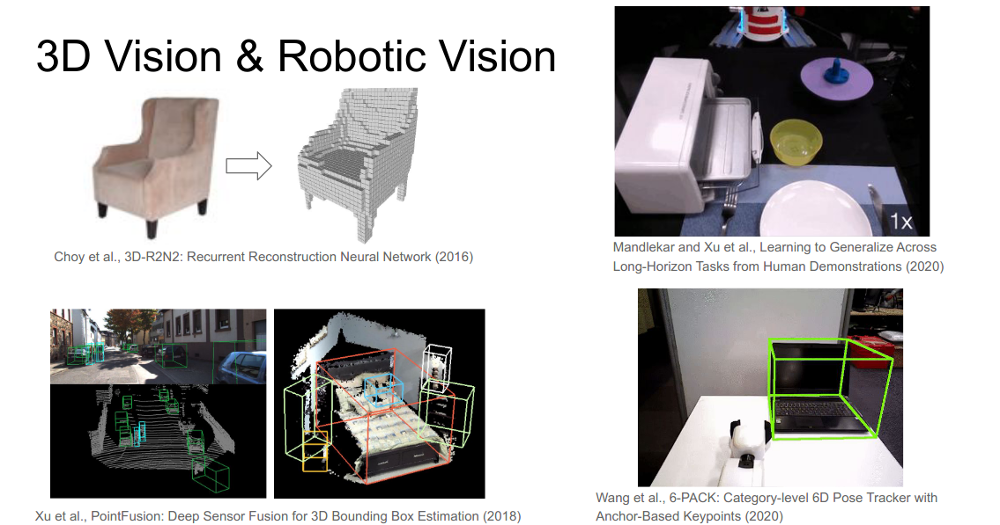 3D Vision & Robotic Vision
Choy et al., 3D-R2N2: Recurrent Reconstruction Neural Network (2016)
1x
Mandlekar and Xu et al., Learning to Generalize Across
Long-Horizon Tasks from Human Demonstrations (2020)
Xu et al., PointFusion: Deep Sensor Fusion for 3D Bounding Box Estimation (2018)
Wang et al., 6-PACK: Category-level 6D Pose Tracker with
Anchor-Based Keypoints (2020)